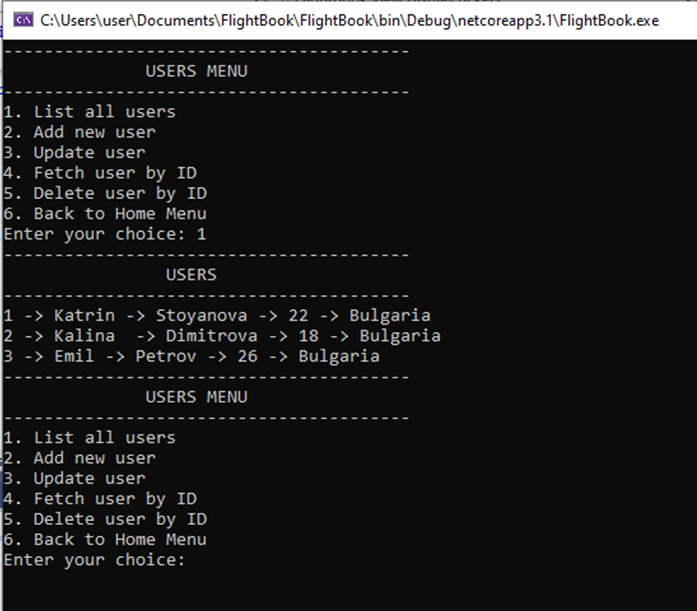 C:\Users\user\Documents\FlightBook\FlightBook\bin\Debug\netcoreapp3.1\FlightBook.exe
----------------------------------------
USERS MENU
----------------------------------------
1. List all users
2. Add new user
3. Update user
4. Fetch user by ID
5. Delete user by ID
6. Back to Home Menu
Enter your choice: 1
----------------------------------------
USERS
----------------------------------------
1 -> Katrin -> Stoyanova -> 22 -> Bulgaria
2 -> Kalina  -> Dimitrova -> 18 -> Bulgaria
3 -> Emil -> Petrov -> 26 -> Bulgaria
----------------------------------------
USERS MENU
----------------------------------------
1. List all users
2. Add new user
3. Update user
4. Fetch user by ID
5. Delete user by ID
6. Back to Home Menu
Enter your choice: